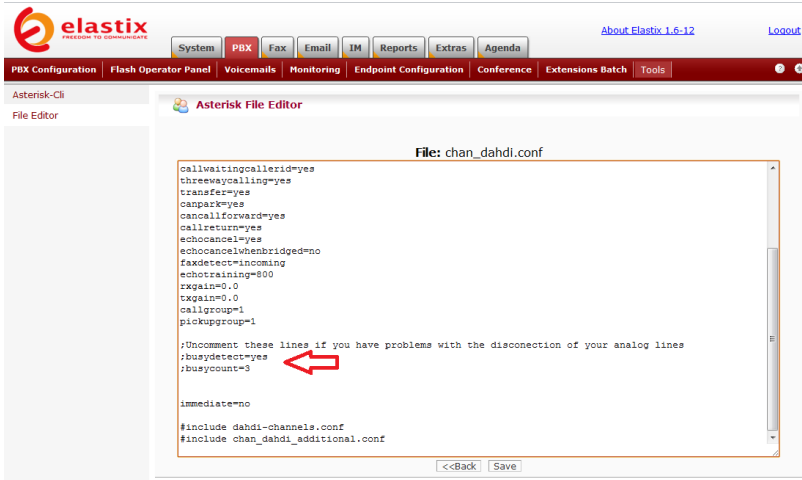 elastix
FREEDOM TO COMMUNICATE
About Elastix 1.6-12
Logout
System PBX Fax Email IM Reports Extras Agenda
PBX Configuration Flash Operator Panel Voicemails Monitoring Endpoint Configuration Conference Extensions Batch Tools
Asterisk-Cli
File Editor
Asterisk File Editor
File: chan_dahdi.conf
callwaitingcallerid=yes
threewaycalling=yes
transfer=yes
canpark=yes
cancallforward=yes
callreturn=yes
echocancel=yes
echocancelwhenbridged=no
faxdetect=incoming
echotraining=800
rxgain=0.0
txgain=0.0
callgroup=1
pickupgroup=1
;Uncomment these lines if you have problems with the disconection of your analog lines
;busydetect=yes
;busycount=3
immediate=no
#include dahdi-channels.conf
#include chan_dahdi_additional.conf
<<Back Save